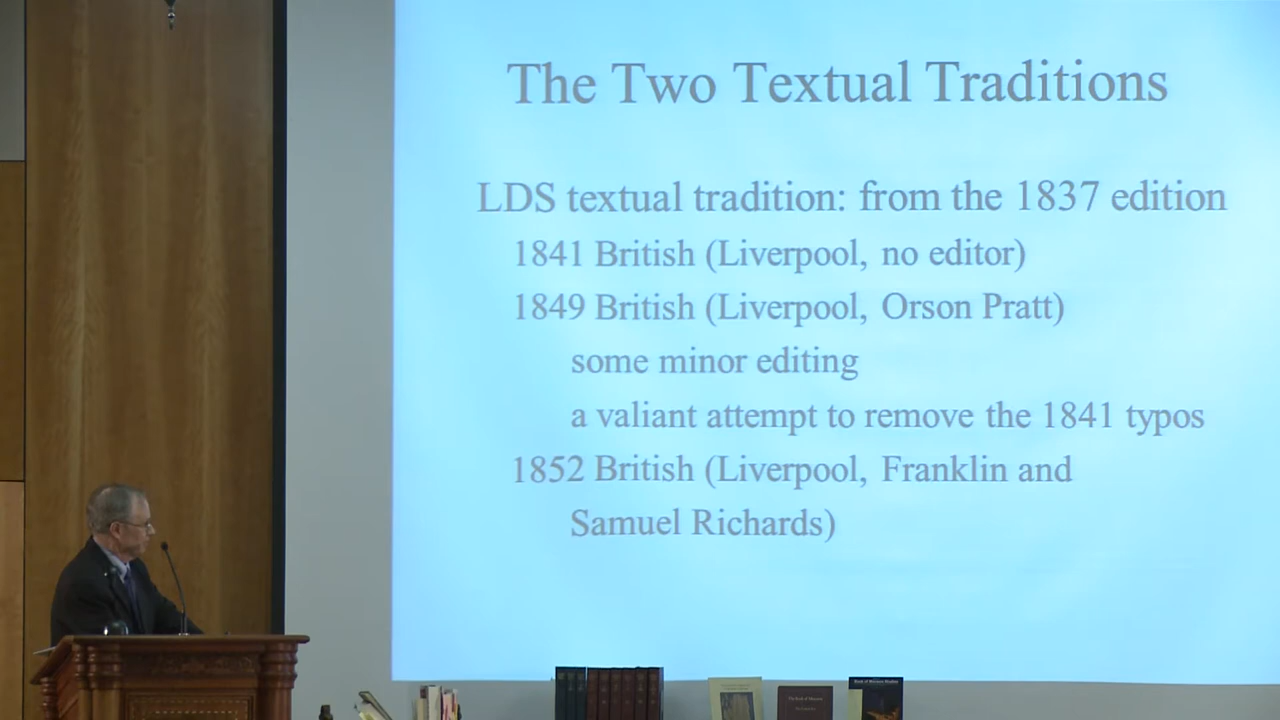 The Two Textual Traditions
LDS textual tradition: from the 1837 edition
1841 British (Liverpool, no editor)
1849 British (Liverpool, Orson Pratt)
some minor editing
a valiant attempt to remove the 1841 typos
1852 British (Liverpool, Franklin and
Samuel Richards)